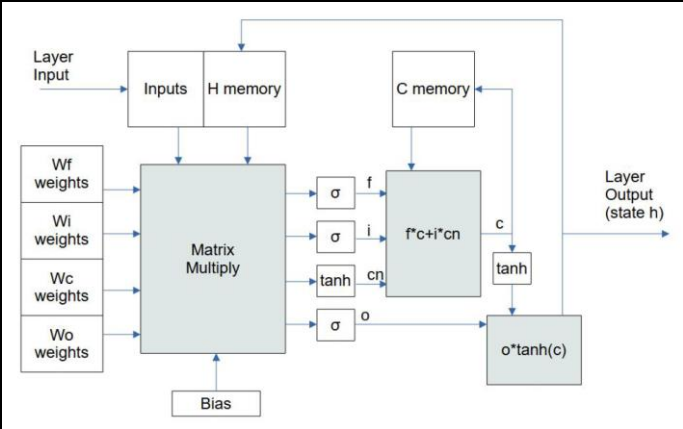 Layer
Input
Inputs
H memory
C memory
Wf
weights
Wi
weights
Wc
weights
Wo
weights
Matrix
Multiply
σ
f
σ
i
tanh
cn
σ
o
f*c+i*cn
c
tanh
o*tanh(c)
Layer
Output
(state h)
Bias